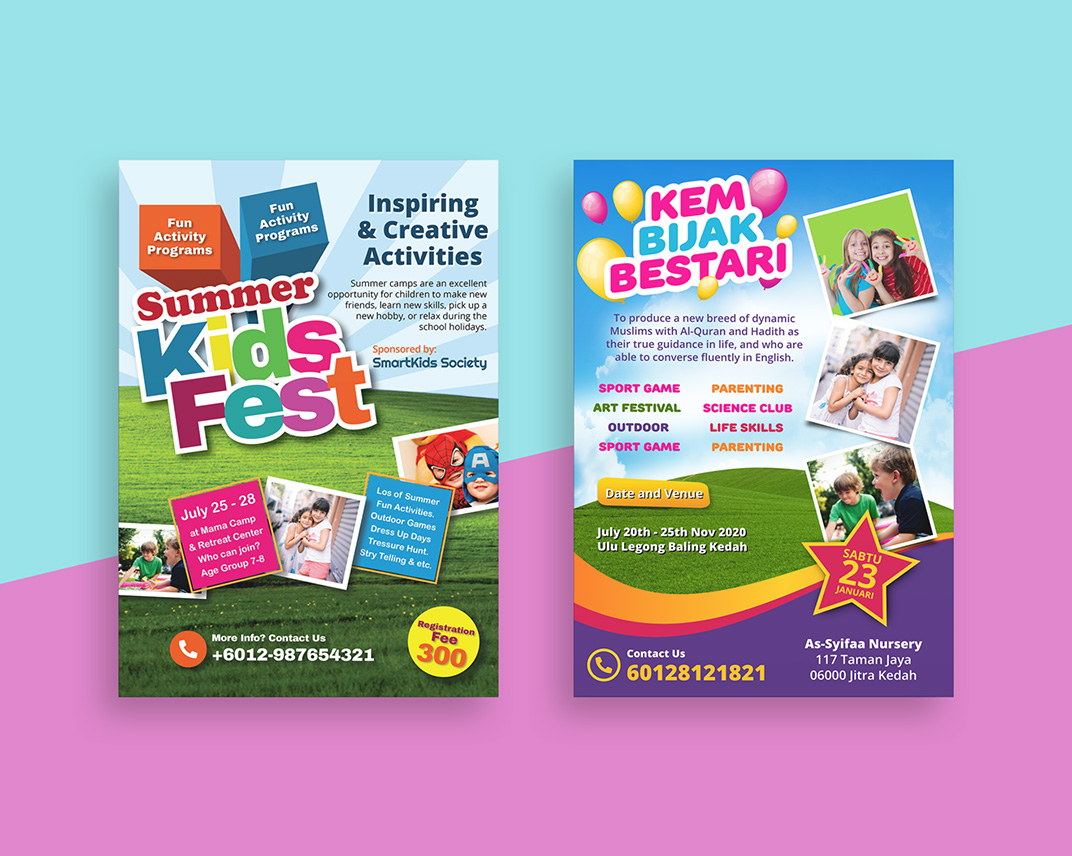 Fun
Activity
Programs
Fun
Activity
Programs
Inspiring
& Creative
Activities
Summer camps are an excellent
opportunity for children to make new
friends, learn new skills, pick up a
new hobby, or relax during the
school holidays.
Sponsored by:
SmartKids Society
Summer
Kids
Fest
A
July 25 - 28
at Mama Camp
& Retreat Center
Who can join?
Age Group 7-8
Los of Summer
Fun Activities.
Outdoor Games
Dress Up Days
Tressure Hunt.
Stry Telling & etc.
More Info? Contact Us
+6012-987654321
Registration
Fee
300
KEM
BIJAK
BESTARI
To produce a new breed of dynamic
Muslims with Al-Quran and Hadith as
their true guidance in life, and who are
able to converse fluently in English.
SPORT GAME PARENTING
ART FESTIVAL SCIENCE CLUB
OUTDOOR LIFE SKILLS
SPORT GAME PARENTING
Date and Venue
July 20th - 25th Nov 2020
Ulu Legong Baling Kedah
SABTU
23
JANUARI
Contact Us
60128121821
As-Syifaa Nursery
117 Taman Jaya
06000 Jitra Kedah